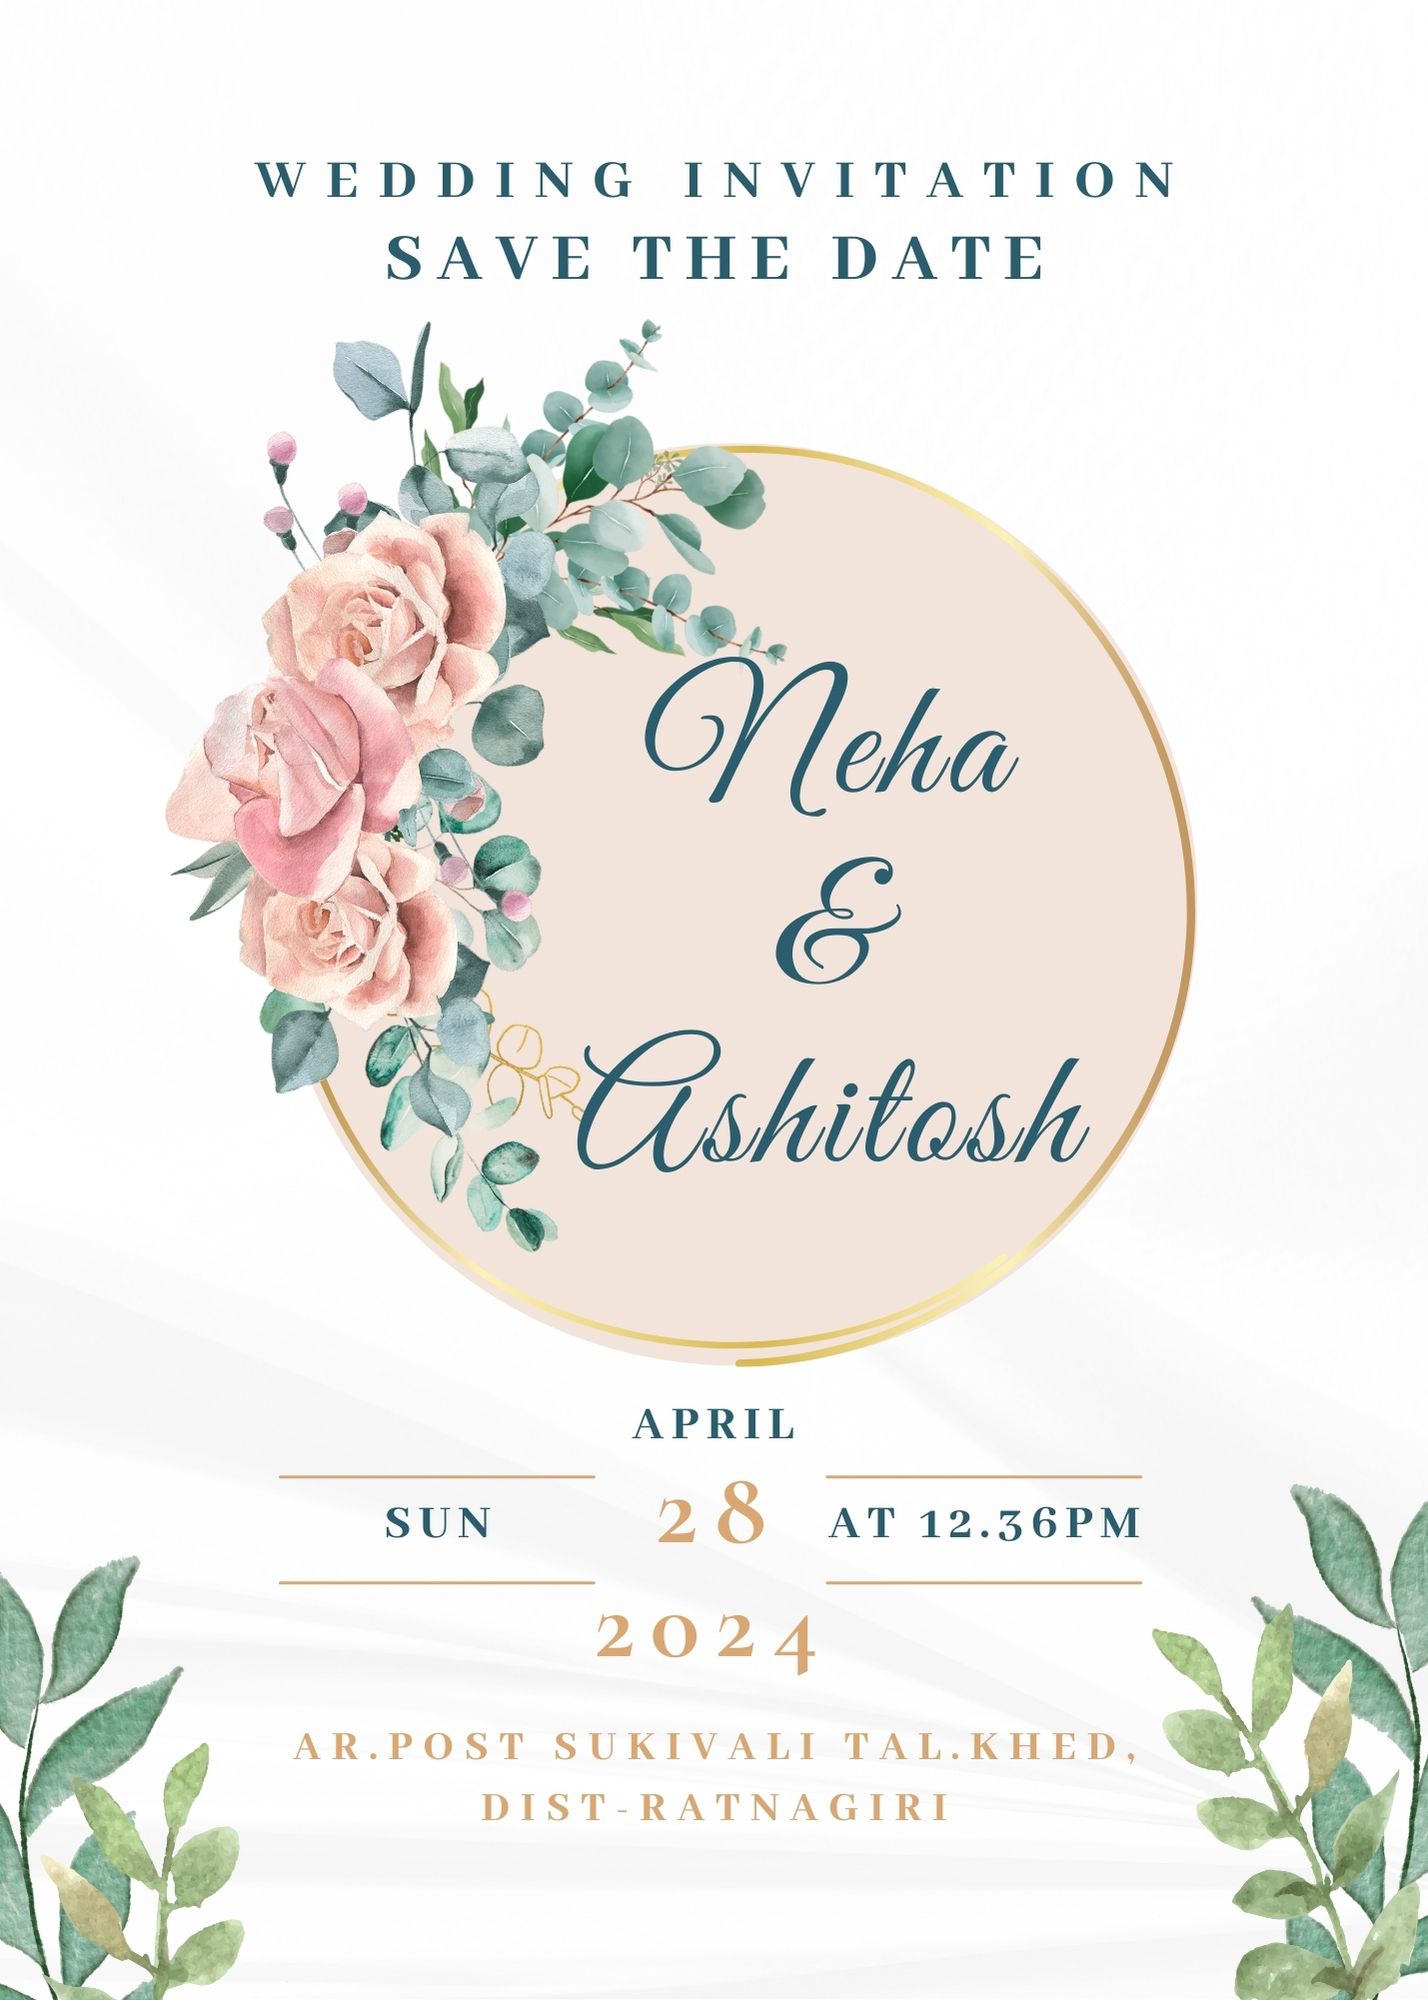 WEDDING INVITATION
SAVE THE DATE
Neha
&
Ashitosh
APRIL
SUN 28 AT 12.36PM
2024
AR.POST SUKIVALI TAL.KHED,
DIST-RATNAGIRI